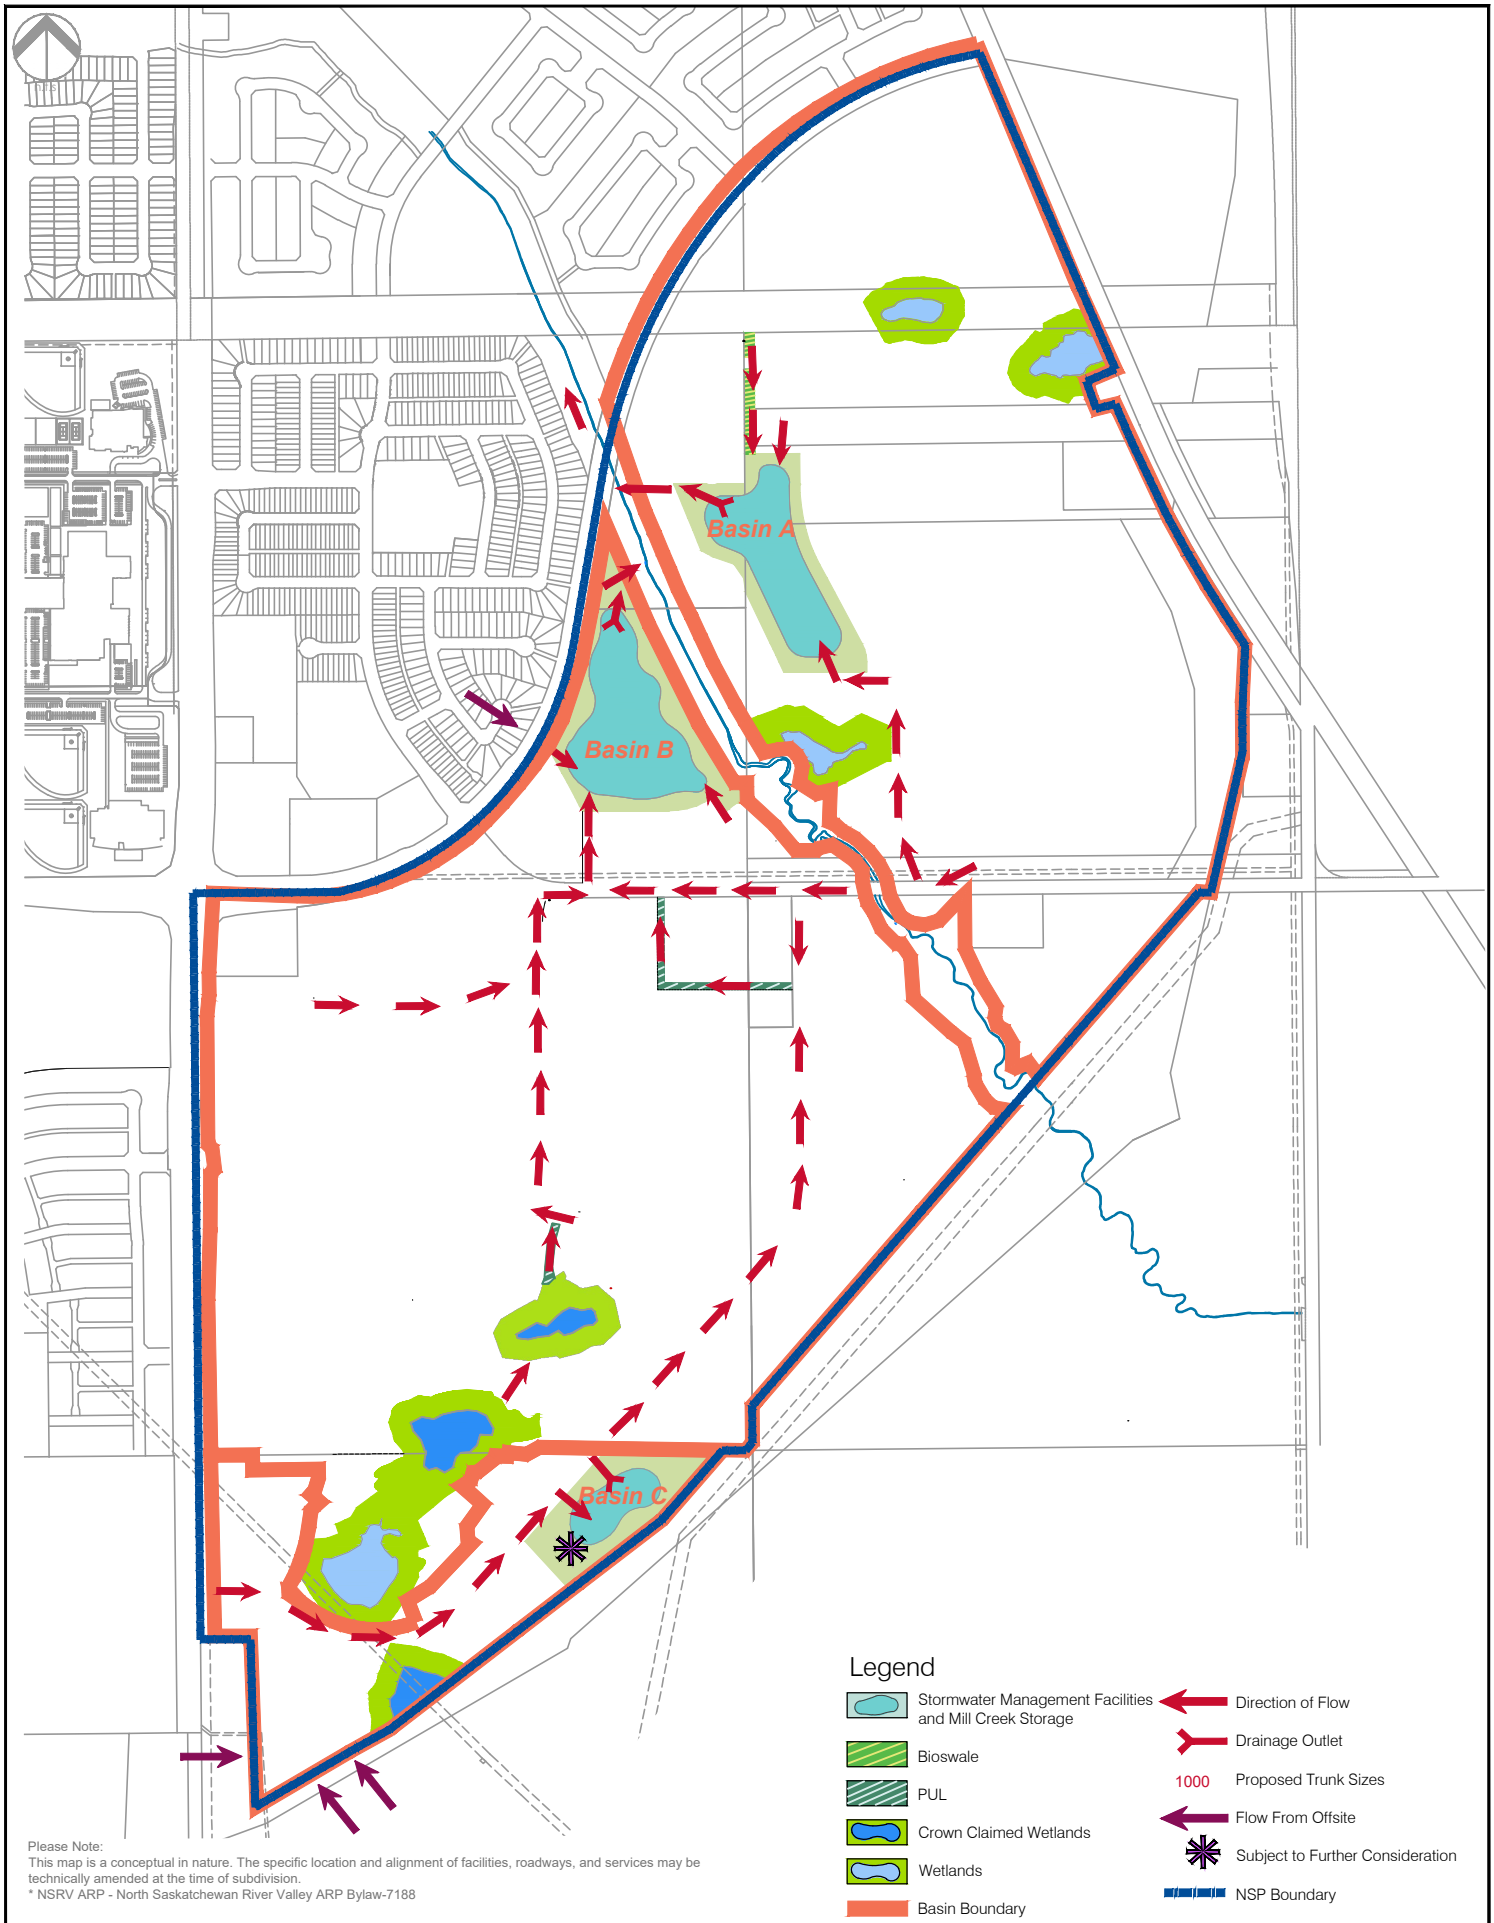 n.f.s
Basin A
Basin B
Basin C
Legend
Stormwater Management Facilities
and Mill Creek Storage
Bioswale
PUL
Crown Claimed Wetlands
Wetlands
Basin Boundary
Direction of Flow
Drainage Outlet
1000 Proposed Trunk Sizes
Flow From Offsite
Subject to Further Consideration
NSP Boundary
Please Note:
This map is a conceptual in nature. The specific location and alignment of facilities, roadways, and services may be
technically amended at the time of subdivision.
* NSRV ARP - North Saskatchewan River Valley ARP Bylaw-7188